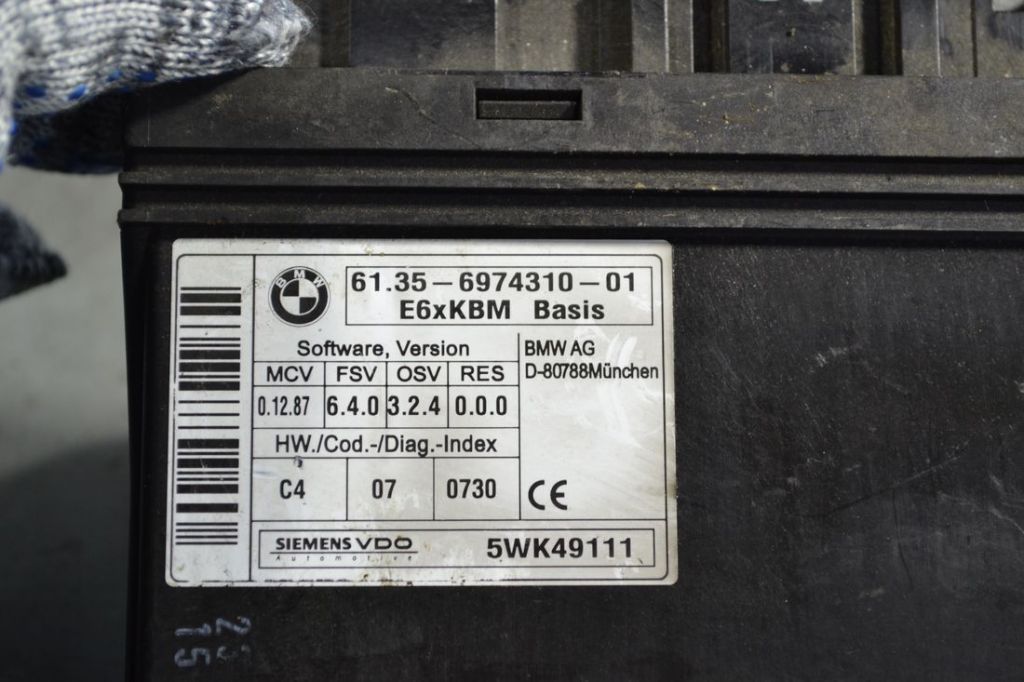 BMW
61.35-6974310-01
E6xKBM Basis
Software, Version
MCV FSV OSV RES
0.12.87 6.4.0 3.2.4 0.0.0
HW./Cod.-/Diag.-Index
C4 07 0730
BMW AG
D-80788München
CE
SIEMENS VDO
Automotive
5WK49111
23
15